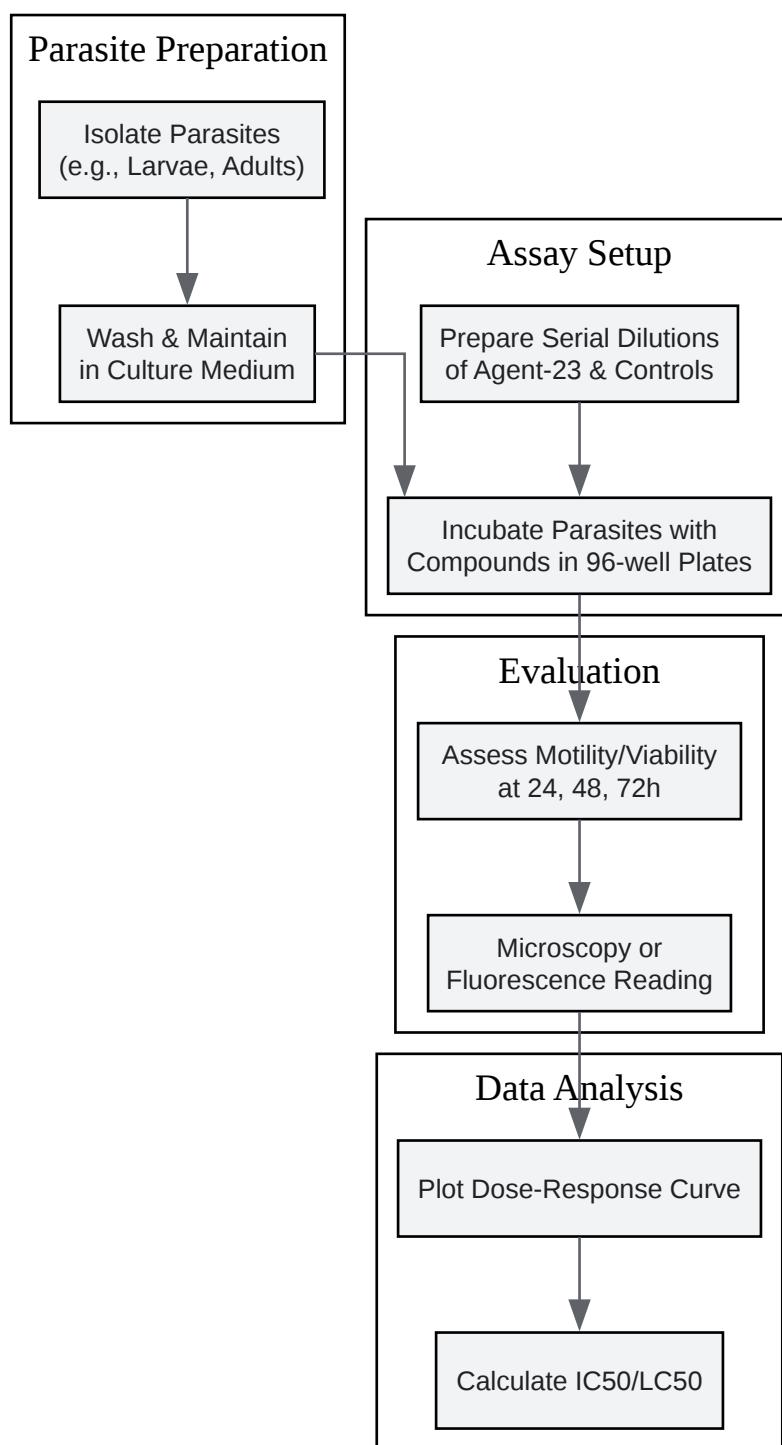 Parasite Preparation
Isolate Parasites
(e.g., Larvae, Adults)
Wash & Maintain
in Culture Medium
Assay Setup
Prepare Serial Dilutions
of Agent-23 & Controls
Incubate Parasites with
Compounds in 96-well Plates
Evaluation
Assess Motility/Viability
at 24, 48, 72h
Microscopy or
Fluorescence Reading
Data Analysis
Plot Dose-Response Curve
Calculate IC50/LC50